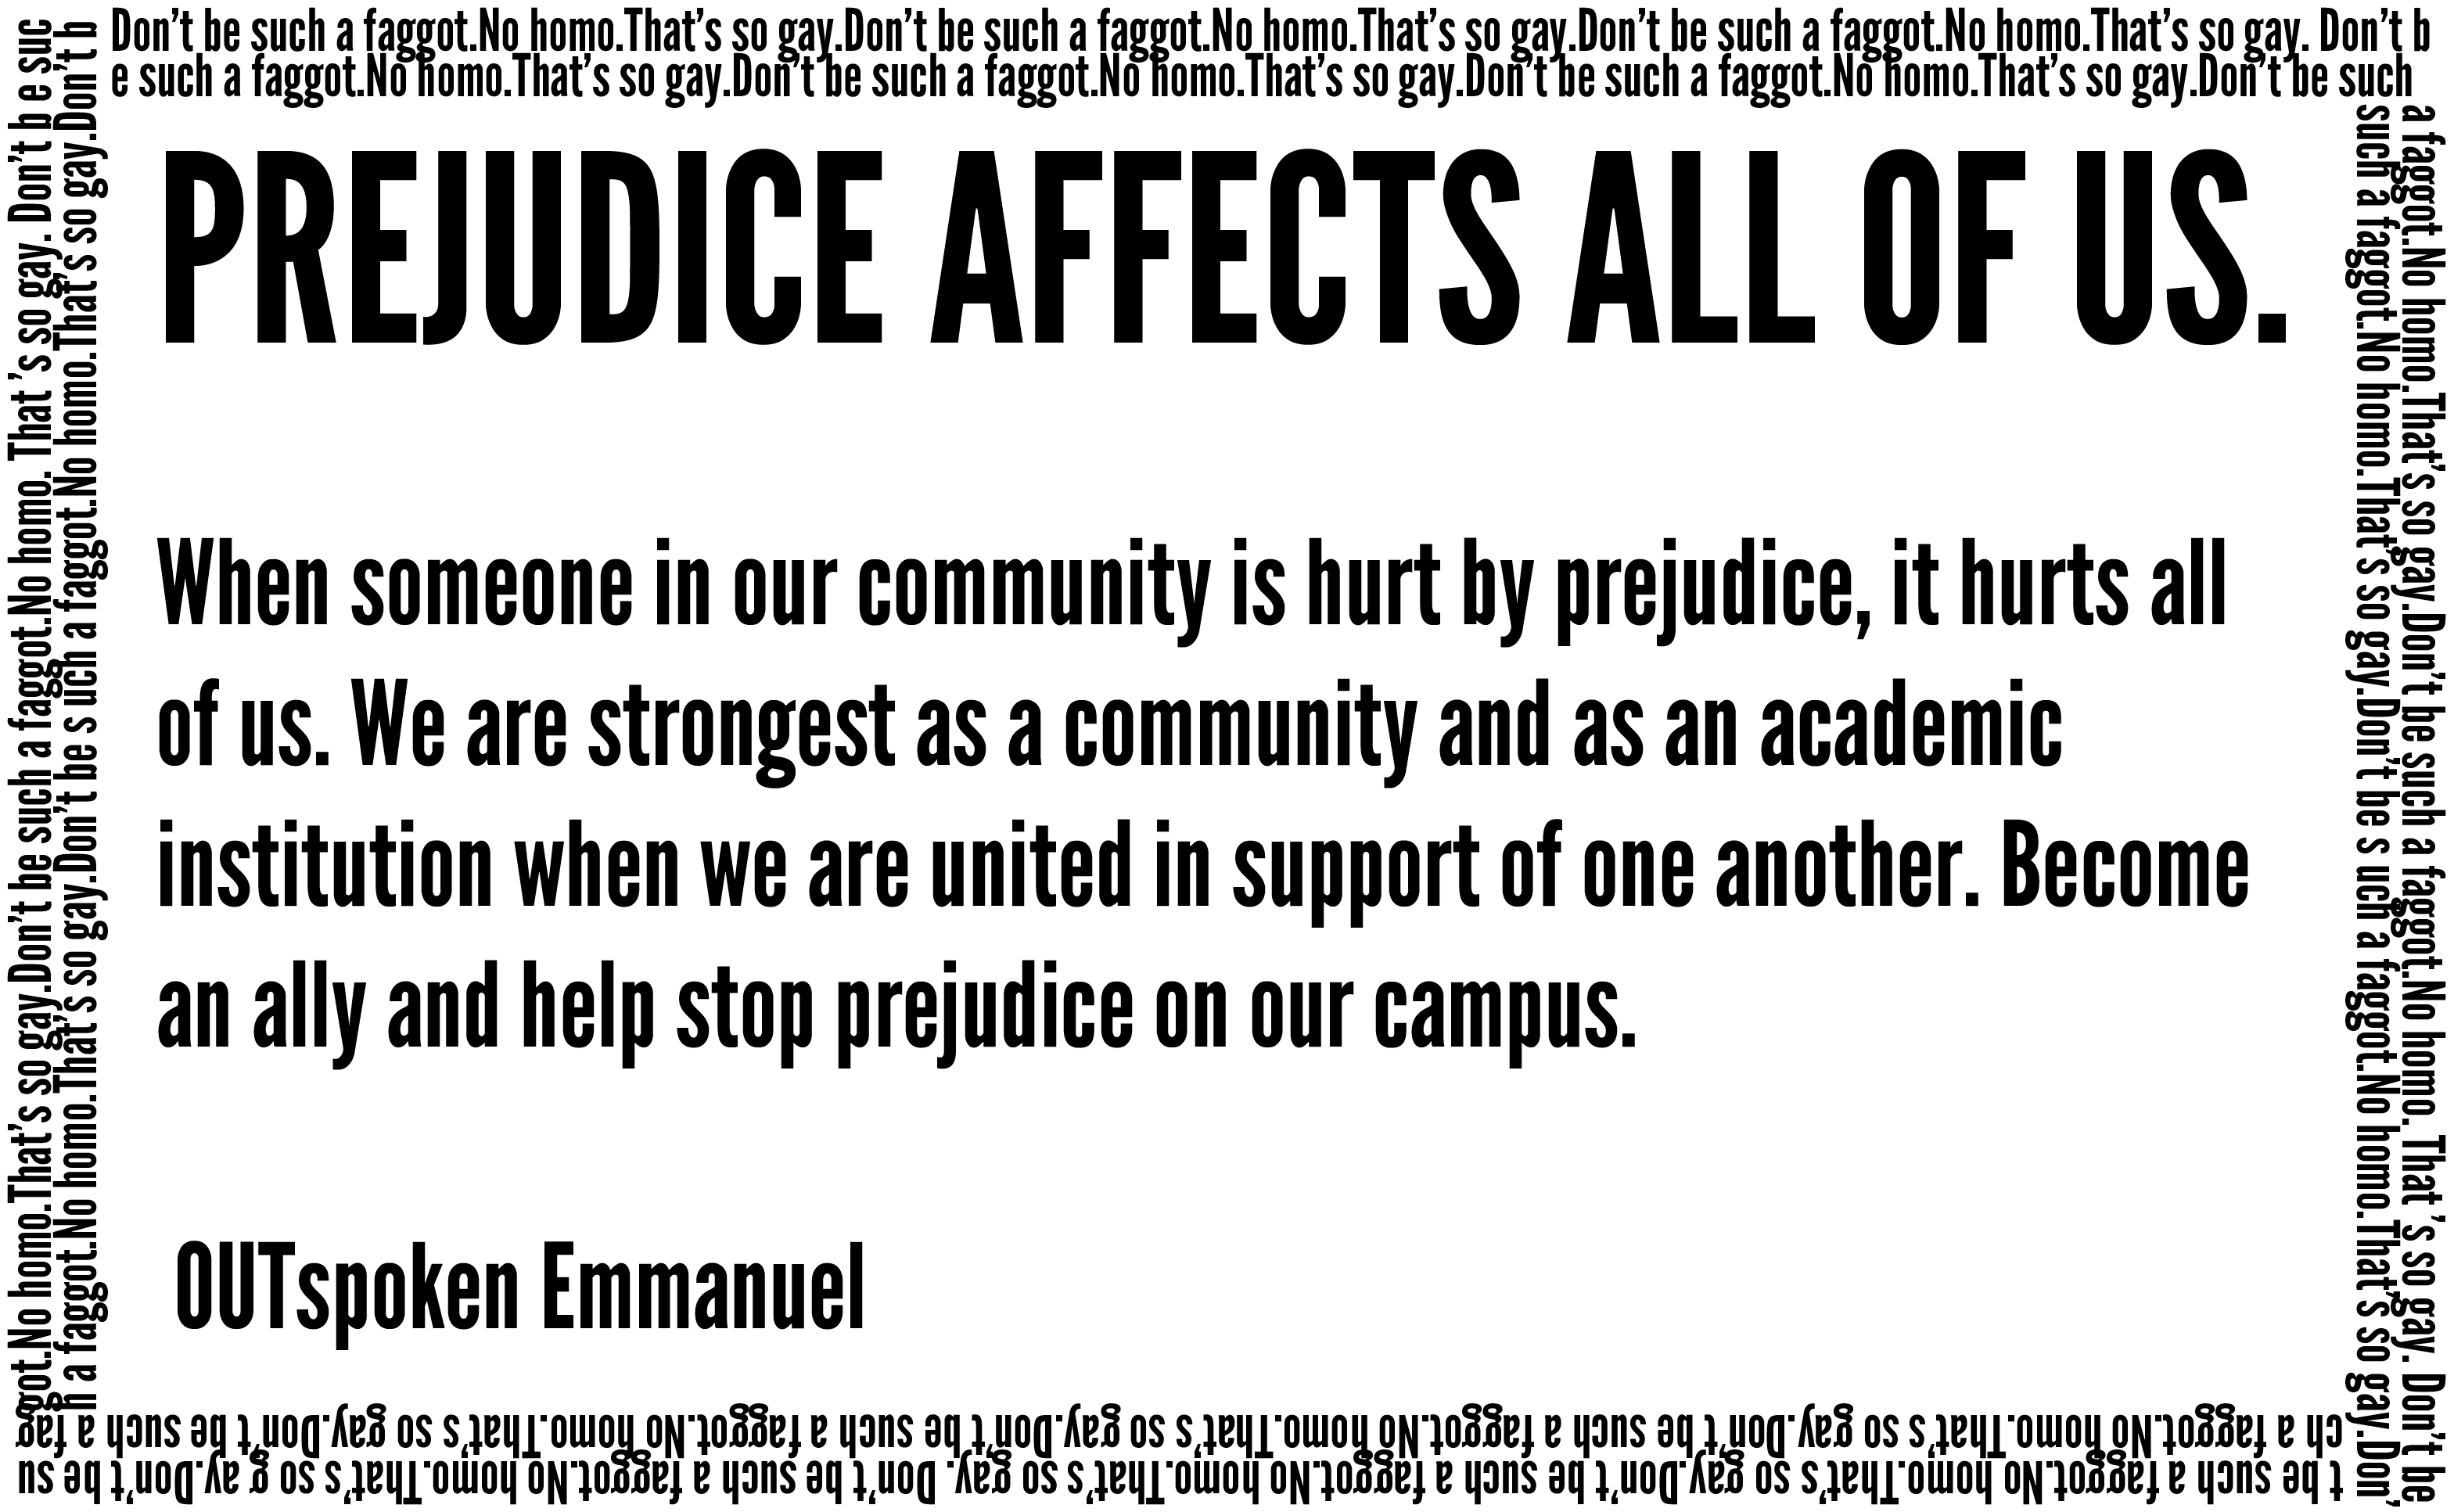 Don’t be such a faggot.No homo.That’s so gay.Don’t be such a faggot.No homo.That’s so gay.Don’t be such a faggot.No homo.That’s so gay. Don’t b
e such a faggot.No homo.That’s so gay.Don’t be such a faggot.No homo.That’s so gay.Don’t be such a faggot.No homo.That’s so gay.Don’t be such
PREJUDICE AFFECTS ALL OF US.
When someone in our community is hurt by prejudice, it hurts all
of us. We are strongest as a community and as an academic
institution when we are united in support of one another. Become
an ally and help stop prejudice on our campus.
OUTspoken Emmanuel
a faggot.No homo.That’s so gay.Don’t be such a faggot.No homo. That ’s so gay. Don’t be
such a faggot.No homo.That’s so gay.Don’t be s uch a faggot.No homo.That’s so gay.Don’
t be such a faggot.No homo.That’s so gay.Don’t be such a faggot.No homo.That’s so gay. Don’t be such a faggot.No homo.That’s so g ay.Don’t be su
ch a faggot.No homo.That’s so gay.Don’t be such a faggot.No homo.That’s so gay.Don’t be such a faggot.No homo.That’s so gay.Don’t be such a fag
got.No homo.That’s so gay.Don’t be such a faggot.No homo. That ’s so gay. Don’t b e suc
h a faggot.No homo.That’s so gay.Don’t be s uch a faggot.No homo.That’s so gay.Don’t b